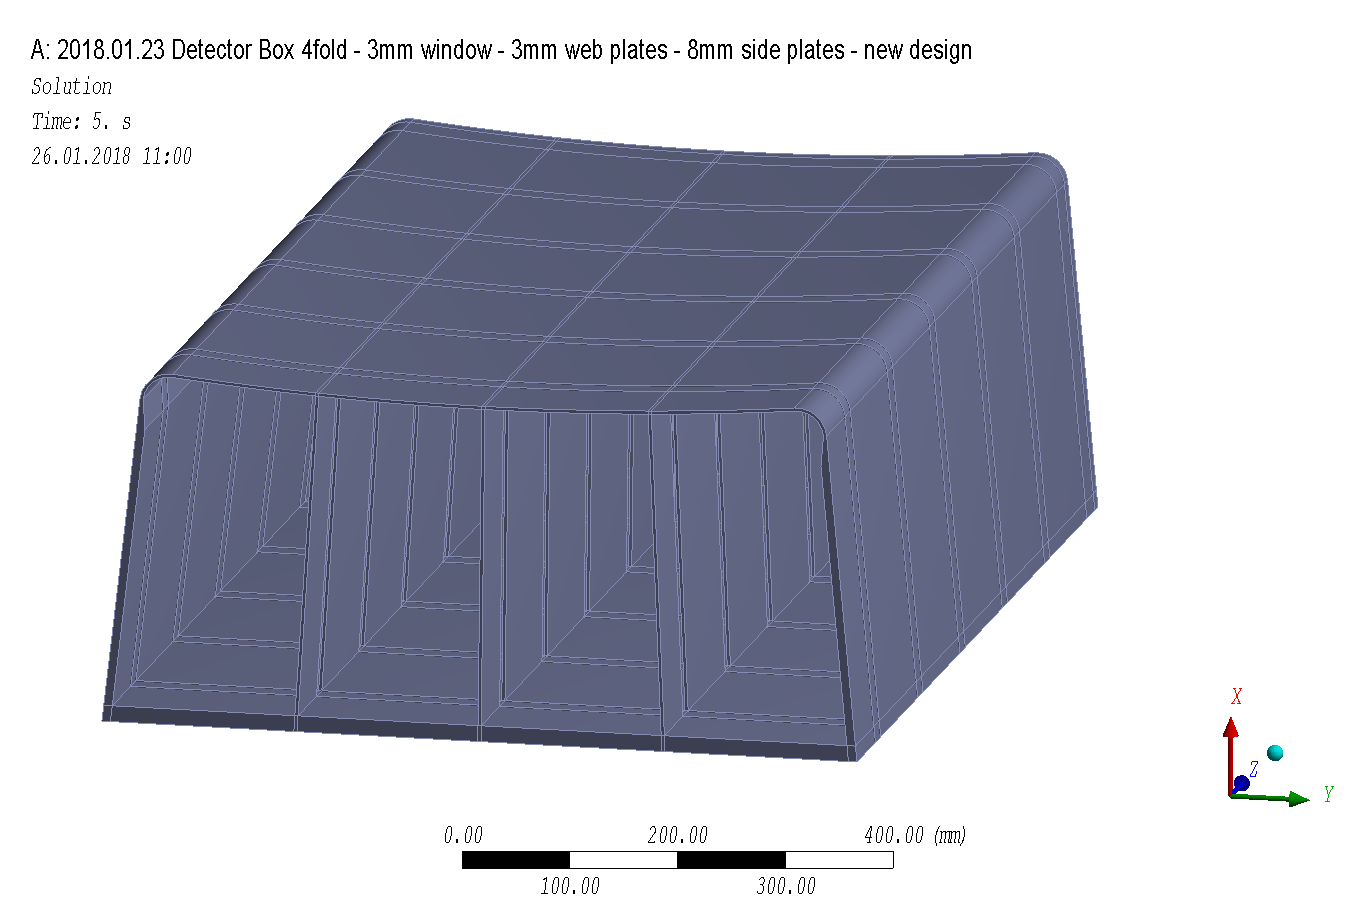 A: 2018.01.23 Detector Box 4fold - 3mm window - 3mm web plates - 8mm side plates - new design
Solution
Time: 5. s
26.01.2018 11:00
X
Z
Y
0.00 200.00 400.00 (mm)
100.00 300.00